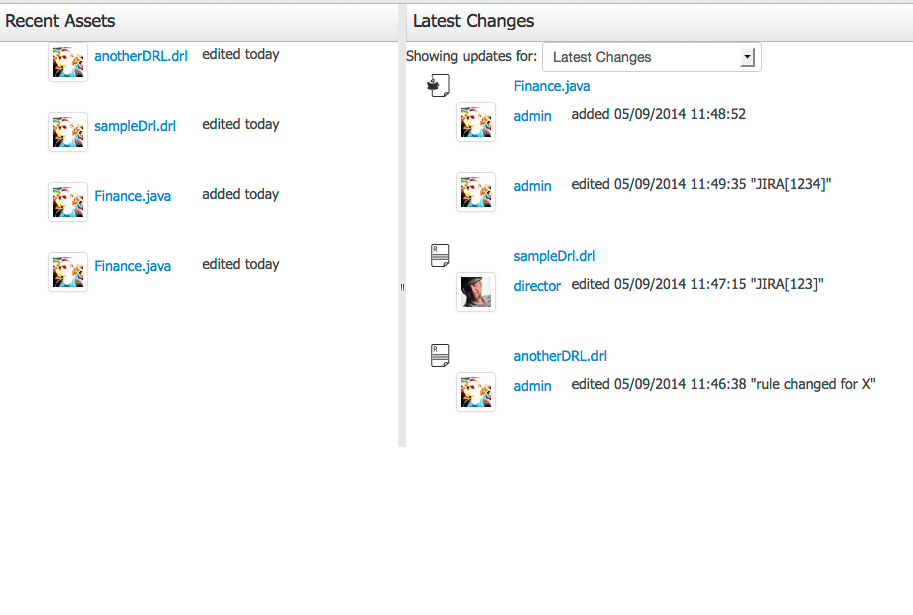 Recent Assets
anotherDRL.drl edited today
sampleDrl.drl edited today
Finance.java added today
Finance.java edited today
Latest Changes
Showing updates for: Latest Changes
Finance.java
admin added 05/09/2014 11:48:52
admin edited 05/09/2014 11:49:35 "JIRA[1234]"
R
sampleDrl.drl
director edited 05/09/2014 11:47:15 "JIRA[123]"
R
anotherDRL.drl
admin edited 05/09/2014 11:46:38 "rule changed for X"